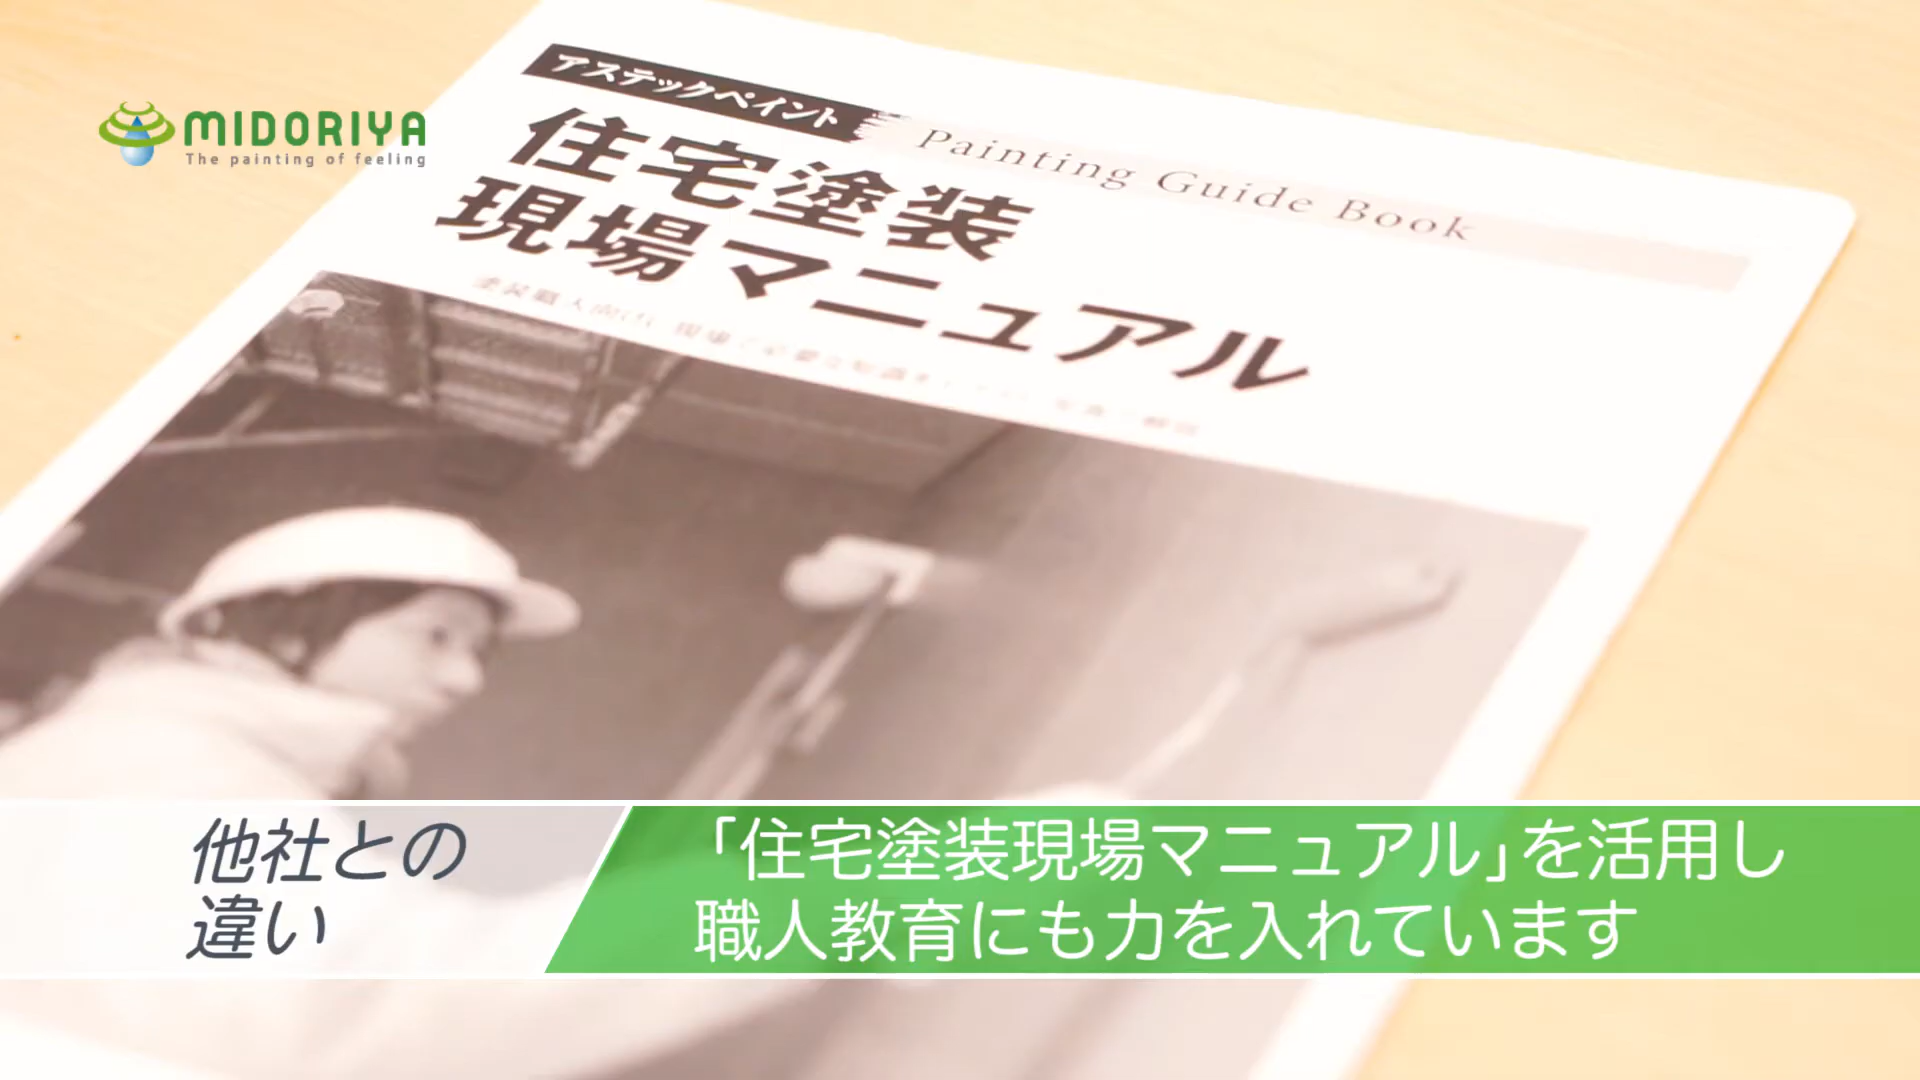 MIDORIYA
The painting of feeling
アステックペイント
Painting Guide Book
住宅塗装
現場マニュアル
他社との
違い
「住宅塗装現場マニュアル」を活用し
職人教育にも力を入れています